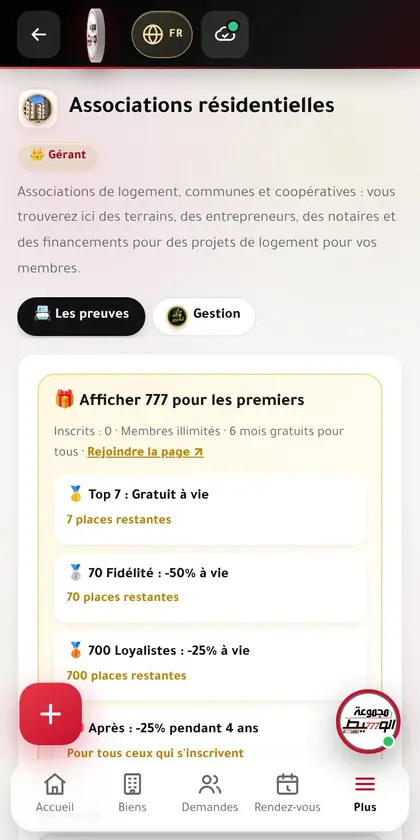 FR
Associations résidentielles
👑 Gérant
Associations de logement, communes et coopératives : vous
trouverez ici des terrains, des entrepreneurs, des notaires et
des financements pour des projets de logement pour vos
membres.
📇 Les preuves
Gestion
🎁 Afficher 777 pour les premiers
Inscrits : 0 · Membres illimités · 6 mois gratuits pour
tous · Rejoindre la page ↗
🥇 Top 7 : Gratuit à vie
7 places restantes
🥈 70 Fidélité : -50% à vie
70 places restantes
🥉 700 Loyalistes : -25% à vie
700 places restantes
Après : -25% pendant 4 ans
Pour tous ceux qui s'inscrivent
مجموعة
الوسيط
777
Accueil
Biens
Demandes
Rendez-vous
Plus